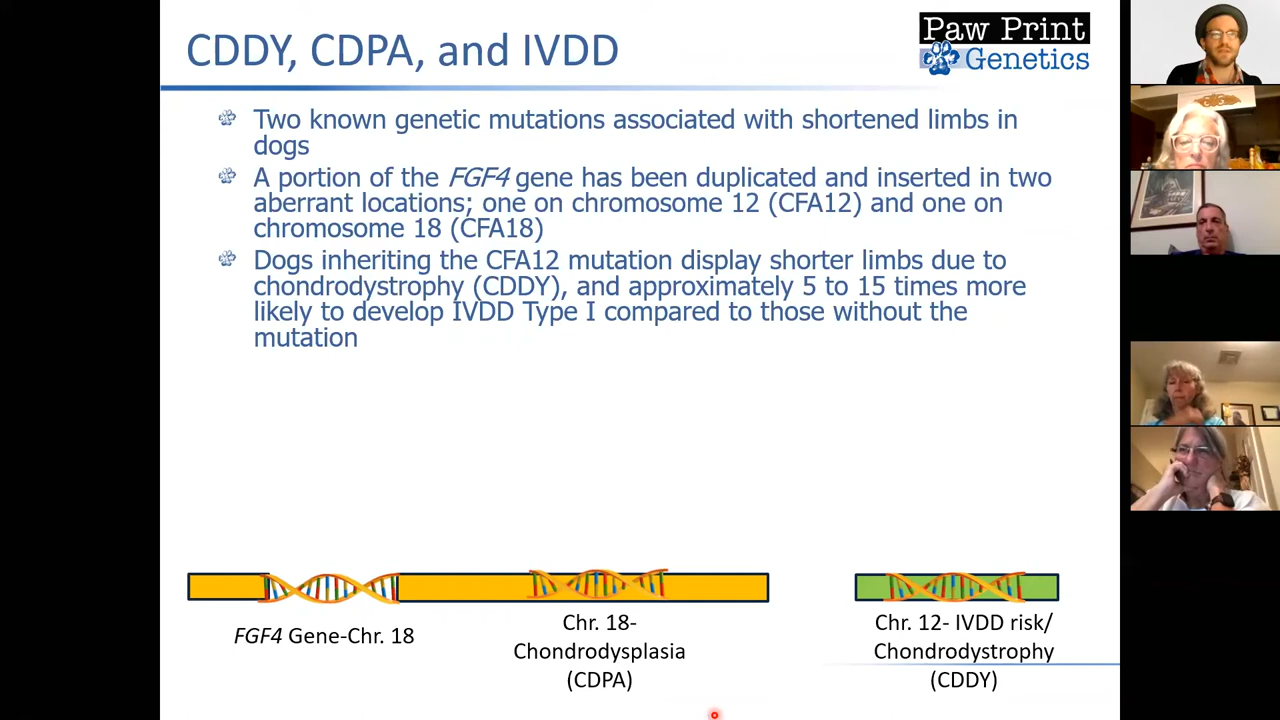 CDDY, CDPA, and IVDD
Paw Print
Genetics
Two known genetic mutations associated with shortened limbs in
dogs
A portion of the FGF4 gene has been duplicated and inserted in two
aberrant locations; one on chromosome 12 (CFA12) and one on
chromosome 18 (CFA18)
Dogs inheriting the CFA12 mutation display shorter limbs due to
chondrodystrophy (CDDY), and approximately 5 to 15 times more
likely to develop IVDD Type I compared to those without the
mutation
FGF4 Gene-Chr. 18
Chr. 18-
Chondrodysplasia
(CDPA)
Chr. 12- IVDD risk/
Chondrodystrophy
(CDDY)